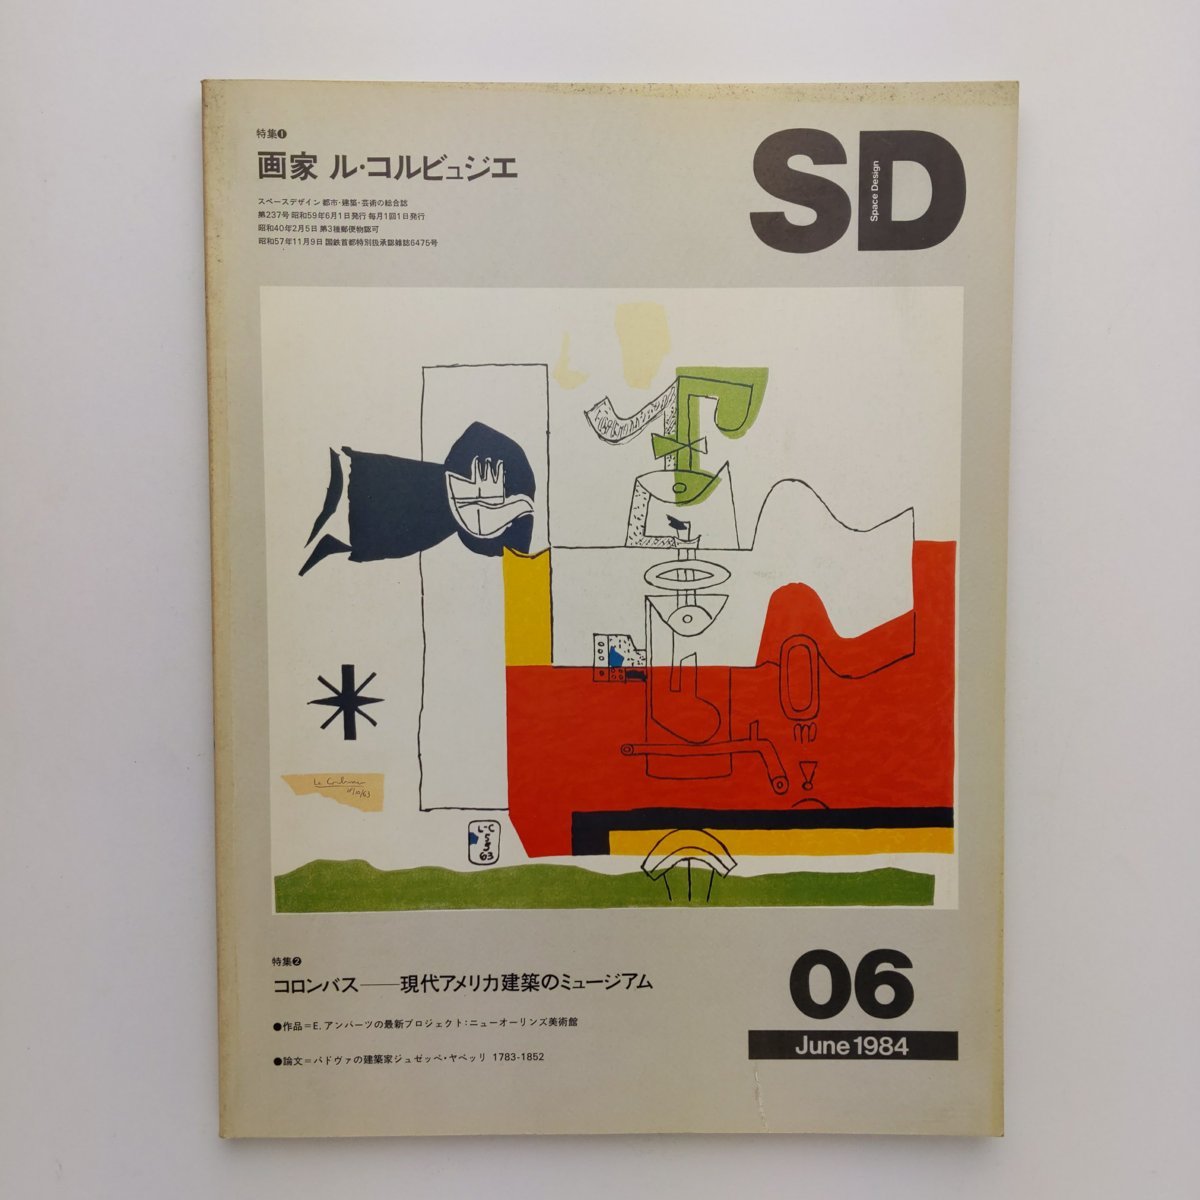 特集❶
画家 ル・コルビュジエ
スペースデザイン 都市・建築・芸術の総合誌
第237号 昭和59年6月1日発行 毎月1回1日発行
昭和40年2月5日 第3種郵便物認可
昭和57年11月9日 国鉄首都特別扱承認雑誌6475号
SD
Space Design
L-C
63
特集❷
コロンバス——現代アメリカ建築のミュージアム
●作品=E.アンバーツの最新プロジェクト:ニューオーリンズ美術館
●論文=パドヴァの建築家ジュゼッペ・ヤペッリ 1783-1852
06
June 1984